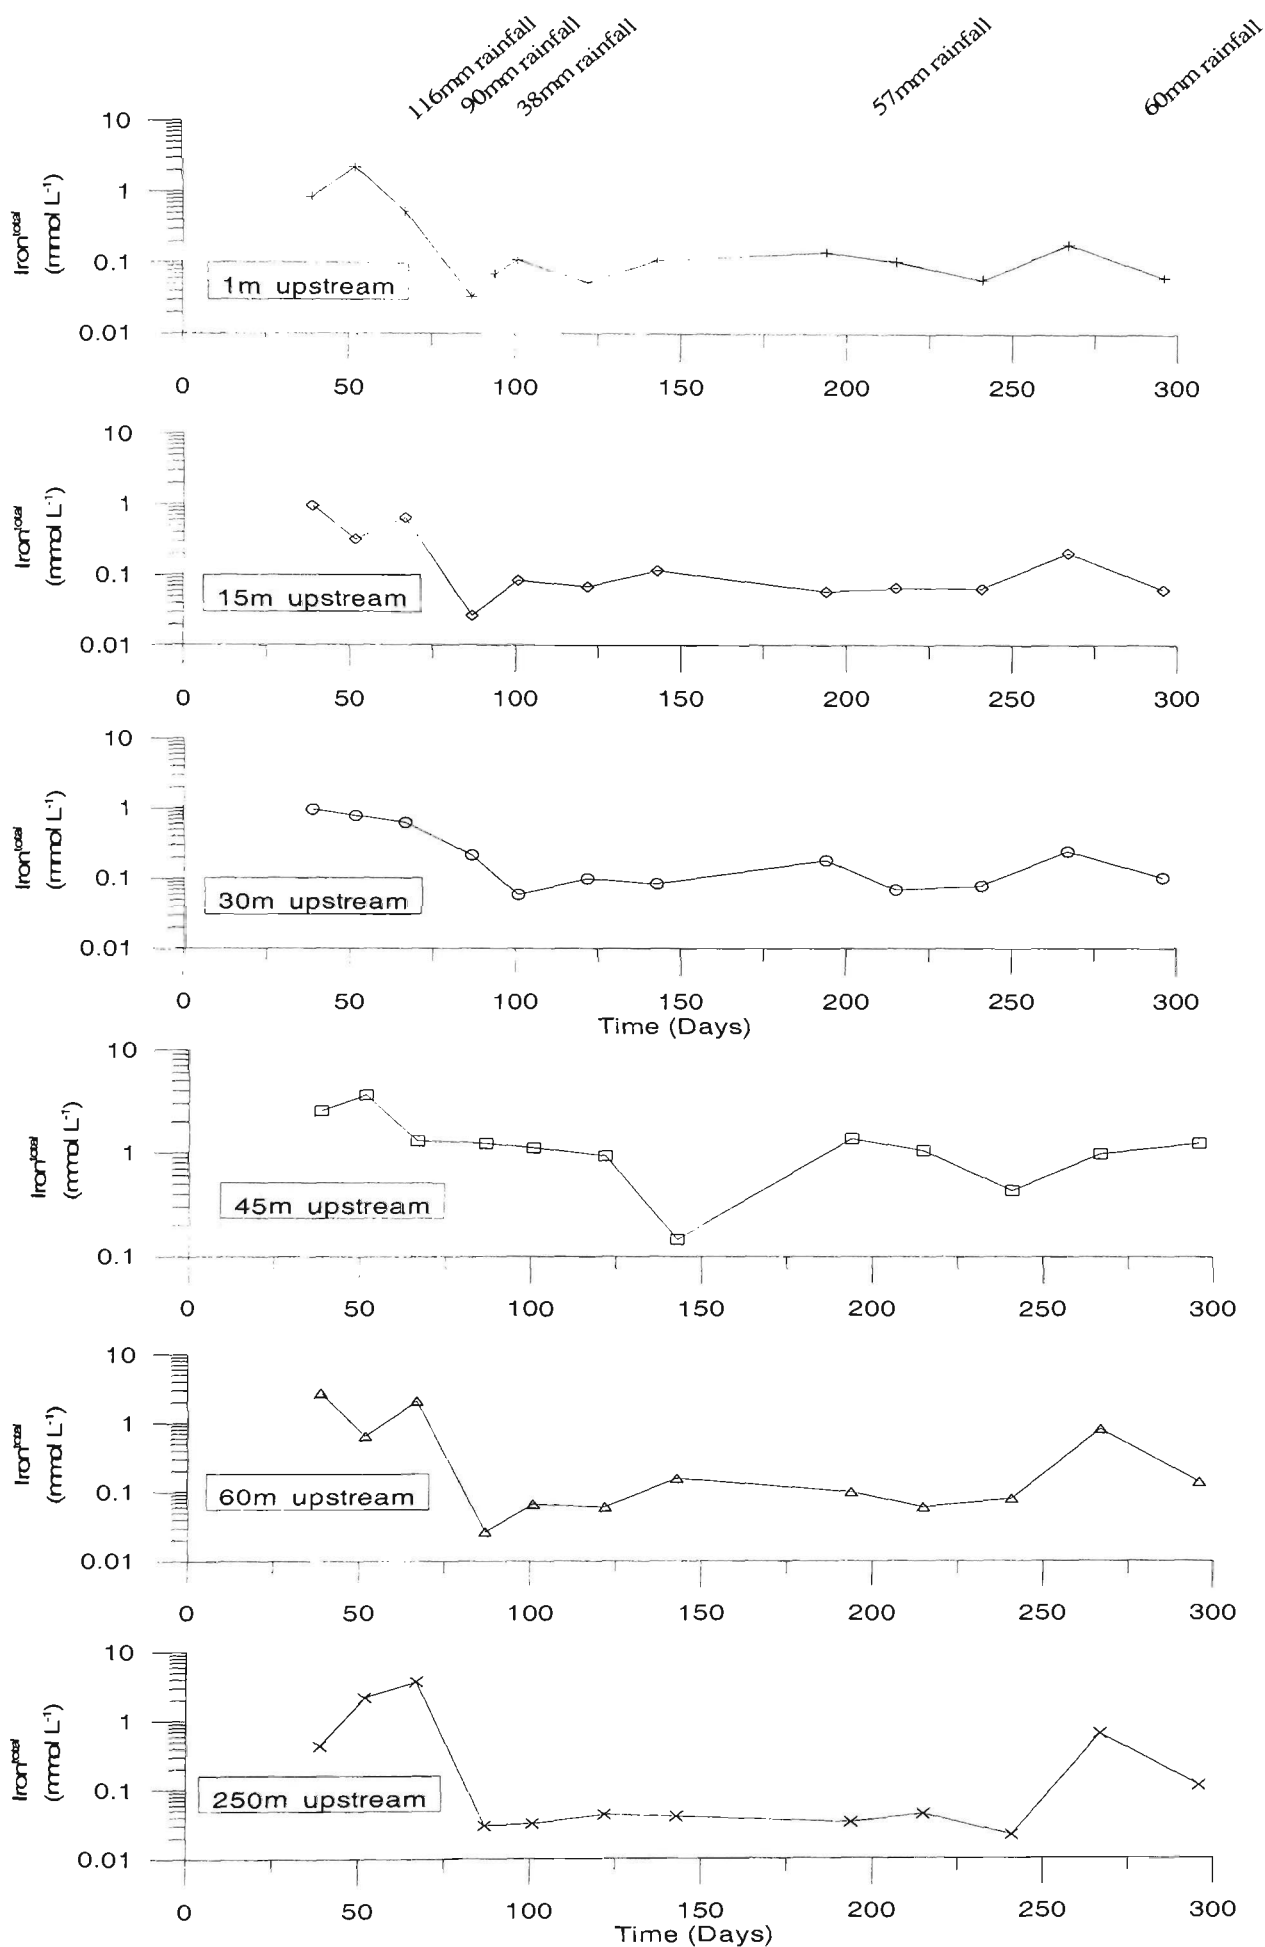 116mm rainfall
90mm rainfall
38mm rainfall
57mm rainfall
60mm rainfall
10
1
0.1
0.01
Iron^total
(mmol L⁻¹)
1m upstream
0 50 100 150 200 250 300
10
1
0.1
0.01
Iron^total
(mmol L⁻¹)
15m upstream
0 50 100 150 200 250 300
10
1
0.1
0.01
Iron^total
(mmol L⁻¹)
30m upstream
0 50 100 150 200 250 300
Time (Days)
10
1
0.1
Iron^total
(mmol L⁻¹)
45m upstream
0 50 100 150 200 250 300
10
1
0.1
0.01
Iron^total
(mmol L⁻¹)
60m upstream
0 50 100 150 200 250 300
10
1
0.1
0.01
Iron^total
(mmol L⁻¹)
250m upstream
0 50 100 150 200 250 300
Time (Days)